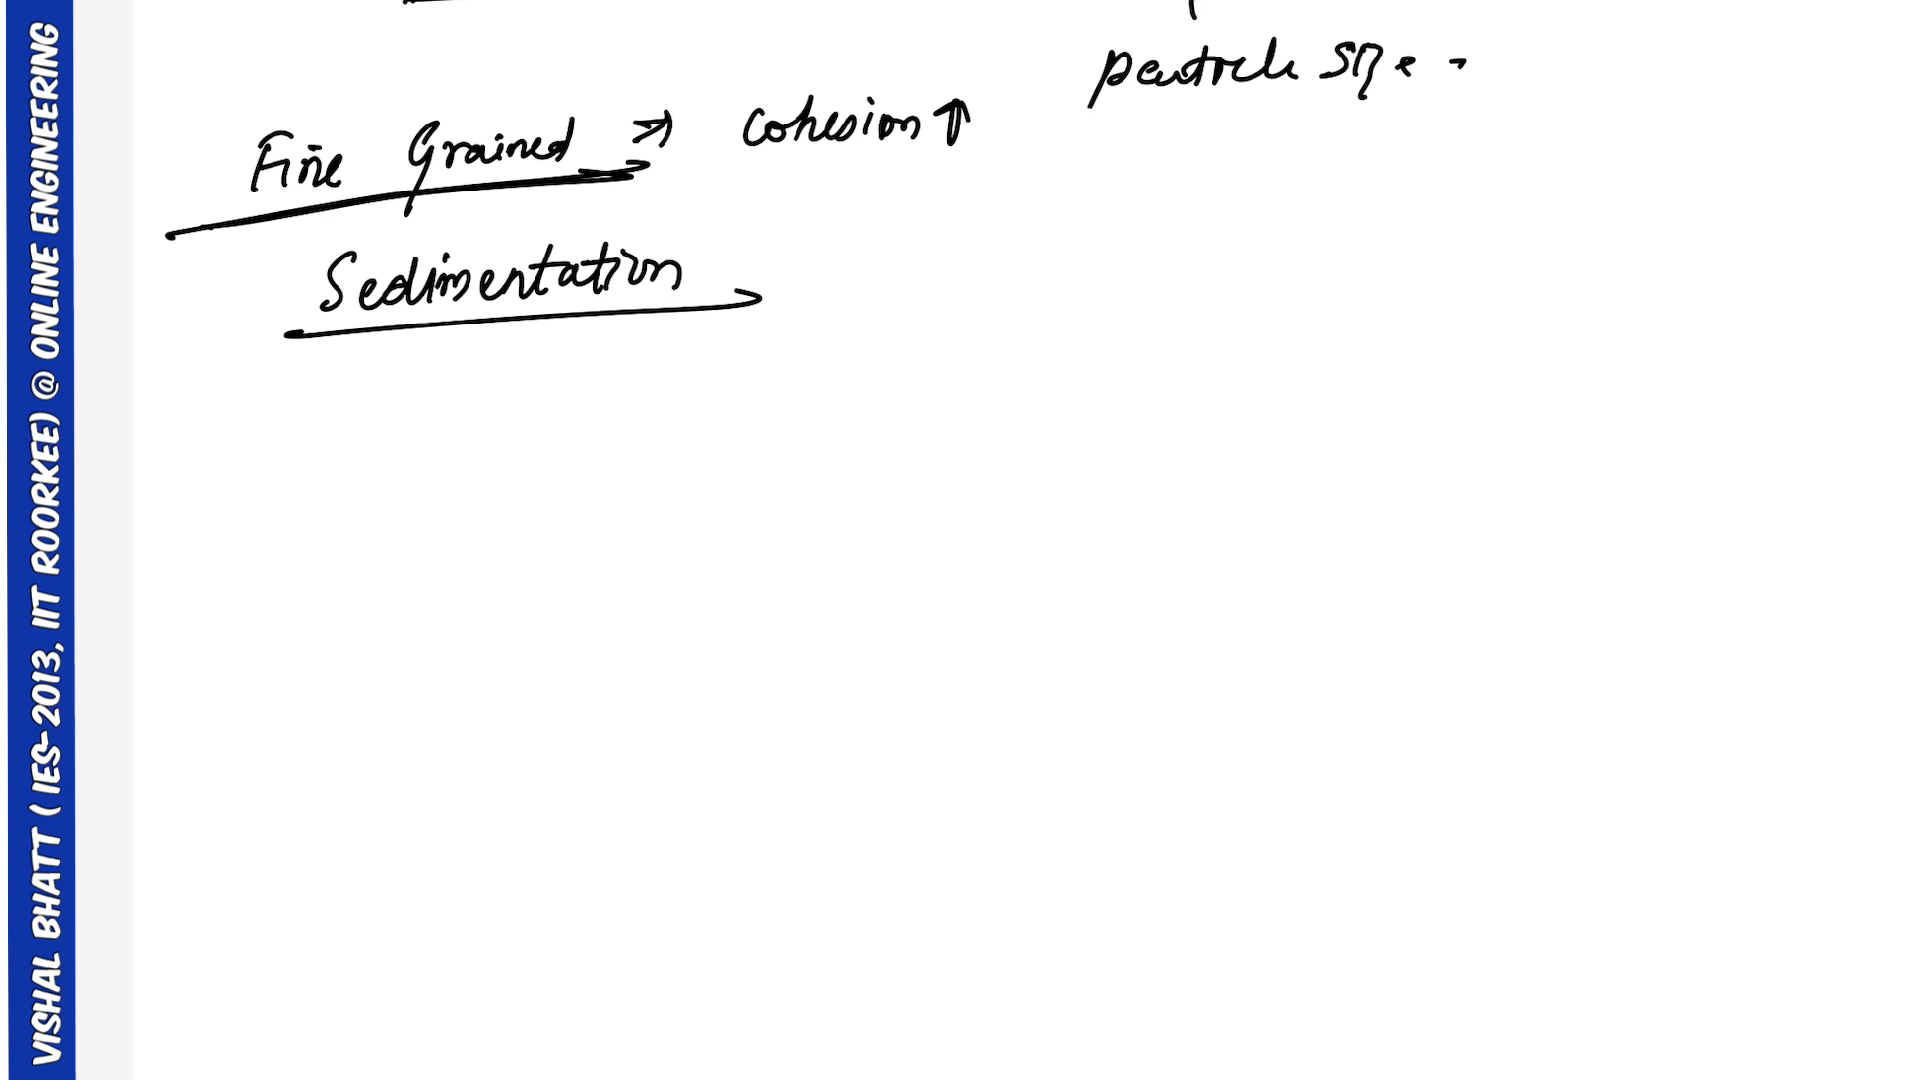 particle size -
Fine Grained ⇒ cohesion ↑
Sedimentation
VISHAL BHATT ( IES-2013, IIT ROORKEE) @ ONLINE ENGINEERING